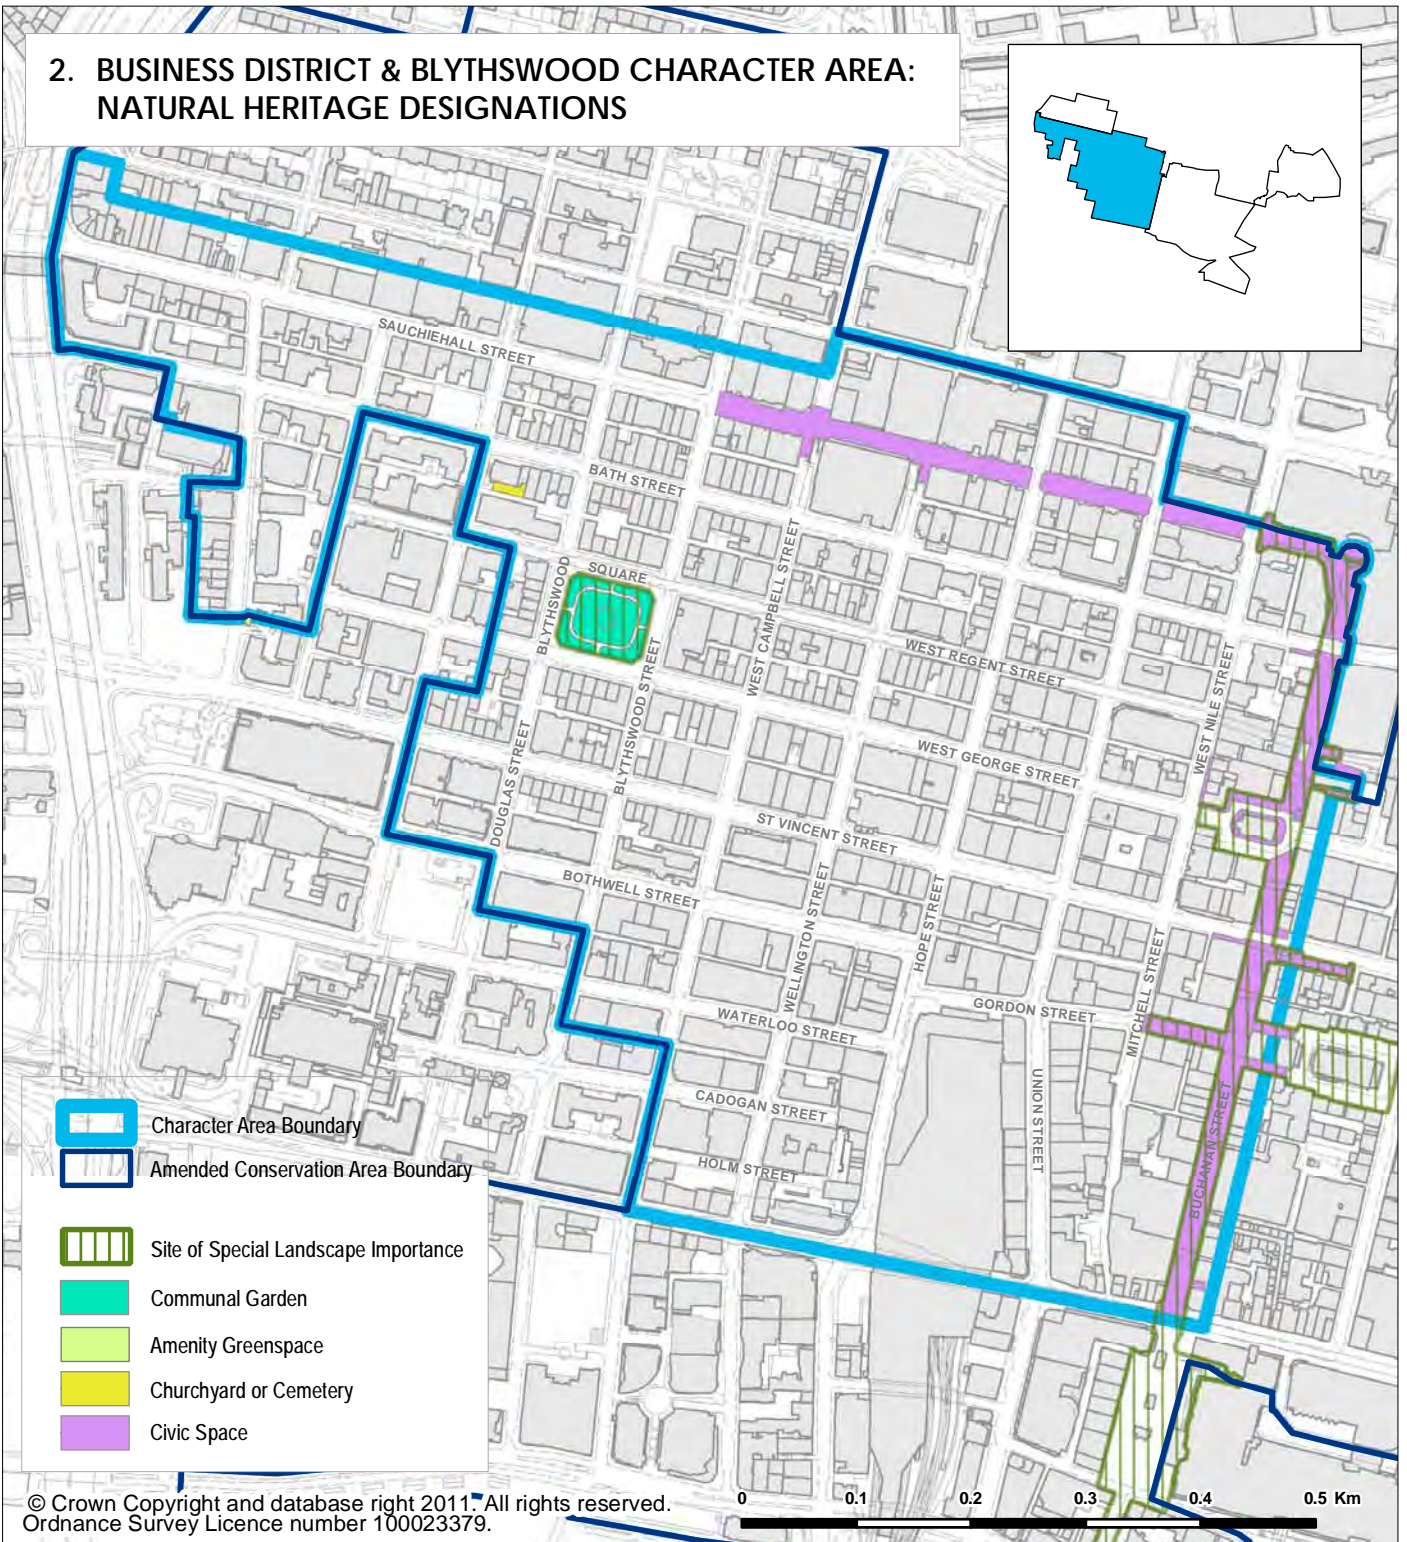 2. BUSINESS DISTRICT & BLYTHSWOOD CHARACTER AREA:
NATURAL HERITAGE DESIGNATIONS
SAUCHIEHALL STREET
BATH STREET
SQUARE
BLYTHSWOOD
WEST CAMPBELL STREET
BLYTHSWOOD STREET
WEST REGENT STREET
WEST NILE STREET
WEST GEORGE STREET
DOUGLAS STREET
ST VINCENT STREET
BOTHWELL STREET
WELLINGTON STREET
HOPE STREET
MITCHELL STREET
GORDON STREET
WATERLOO STREET
UNION STREET
CADOGAN STREET
BUCHANAN STREET
HOLM STREET
Character Area Boundary
Amended Conservation Area Boundary
Site of Special Landscape Importance
Communal Garden
Amenity Greenspace
Churchyard or Cemetery
Civic Space
© Crown Copyright and database right 2011. All rights reserved.
Ordnance Survey Licence number 100023379.
0 0.1 0.2 0.3 0.4 0.5 Km